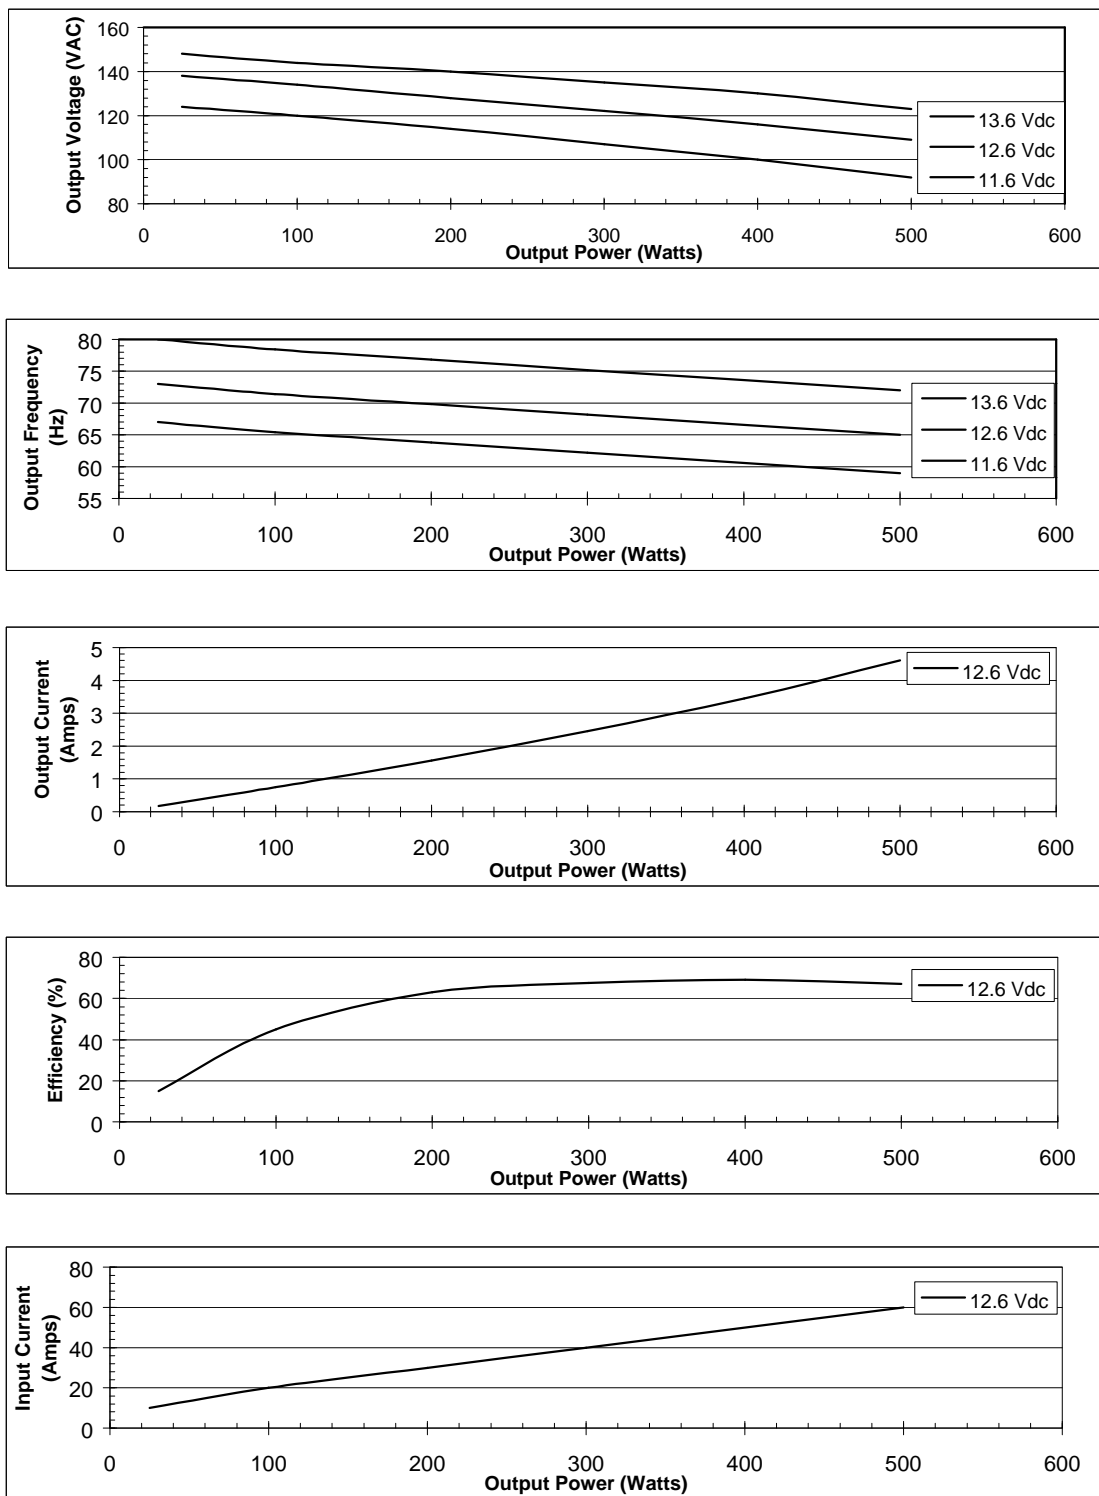 Output Voltage (VAC)
160
140
120
100
80
0 100 200 300 400 500 600
Output Power (Watts)
13.6 Vdc
12.6 Vdc
11.6 Vdc
Output Frequency
(Hz)
80
75
70
65
60
55
0 100 200 300 400 500 600
Output Power (Watts)
13.6 Vdc
12.6 Vdc
11.6 Vdc
Output Current
(Amps)
5
4
3
2
1
0
0 100 200 300 400 500 600
Output Power (Watts)
12.6 Vdc
Efficiency (%)
80
60
40
20
0
0 100 200 300 400 500 600
Output Power (Watts)
12.6 Vdc
Input Current
(Amps)
80
60
40
20
0
0 100 200 300 400 500 600
Output Power (Watts)
12.6 Vdc